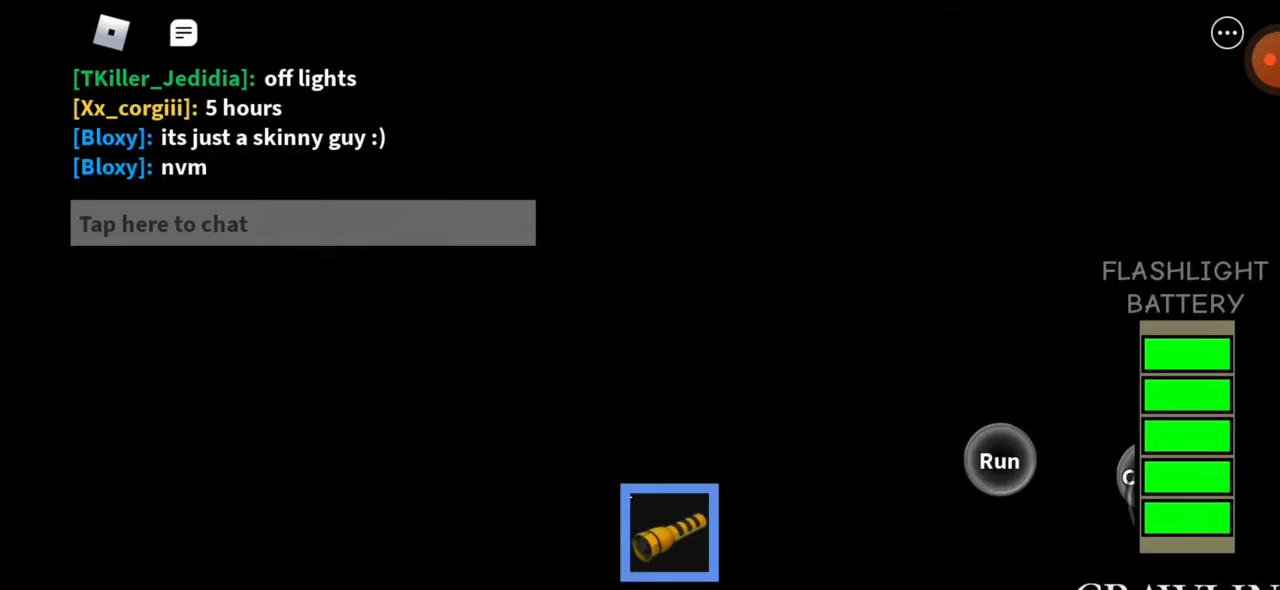 [TKiller_Jedidia]: off lights
[Xx_corgiii]: 5 hours
[Bloxy]: its just a skinny guy :)
[Bloxy]: nvm
Tap here to chat
FLASHLIGHT
BATTERY
Run